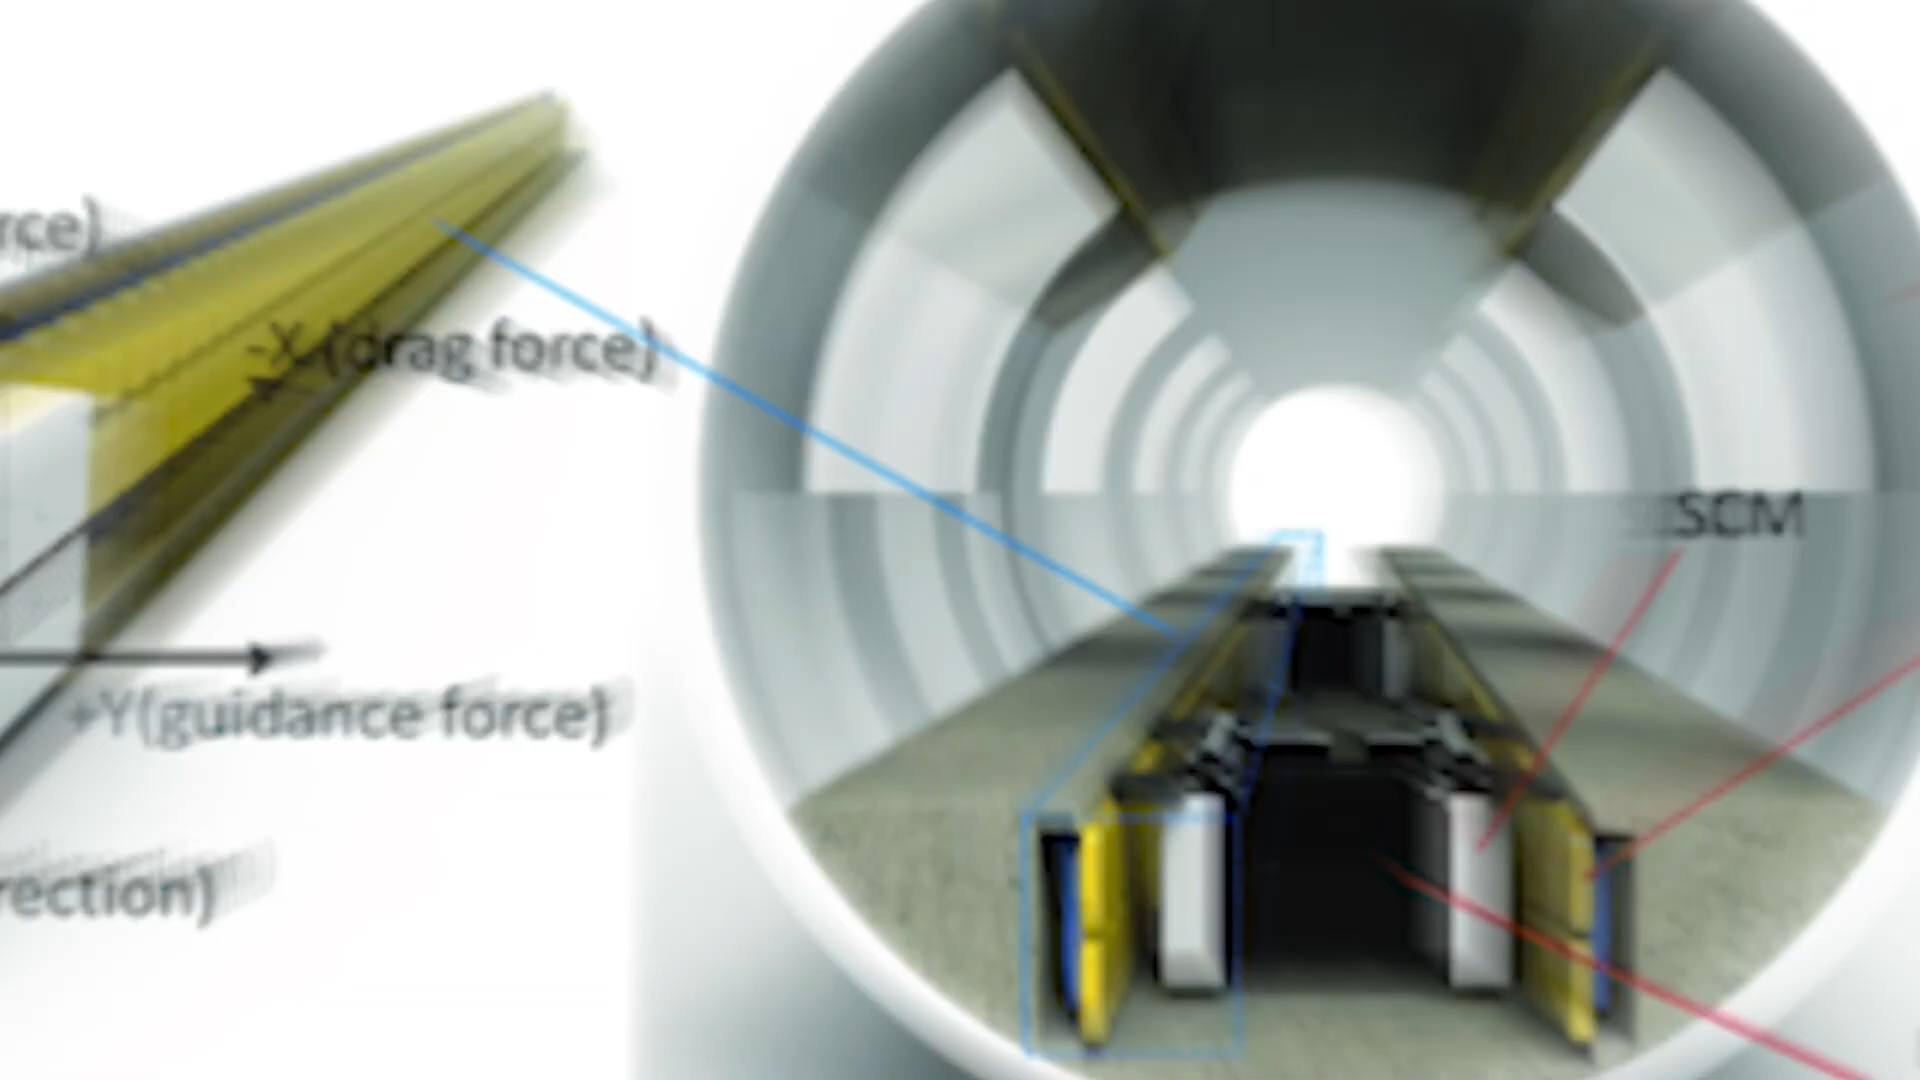 rce)
-X (drag force)
SCM
+Y(guidance force)
rection)